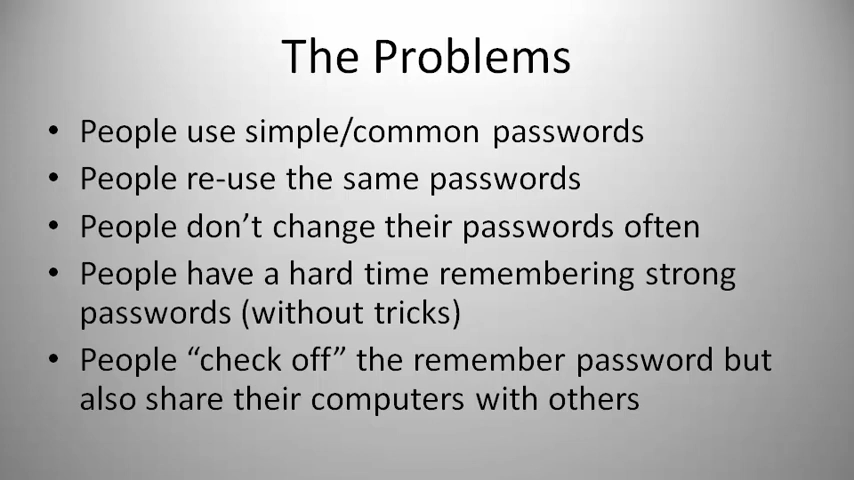 The Problems
• People use simple/common passwords
• People re-use the same passwords
• People don’t change their passwords often
• People have a hard time remembering strong
passwords (without tricks)
• People “check off” the remember password but
also share their computers with others